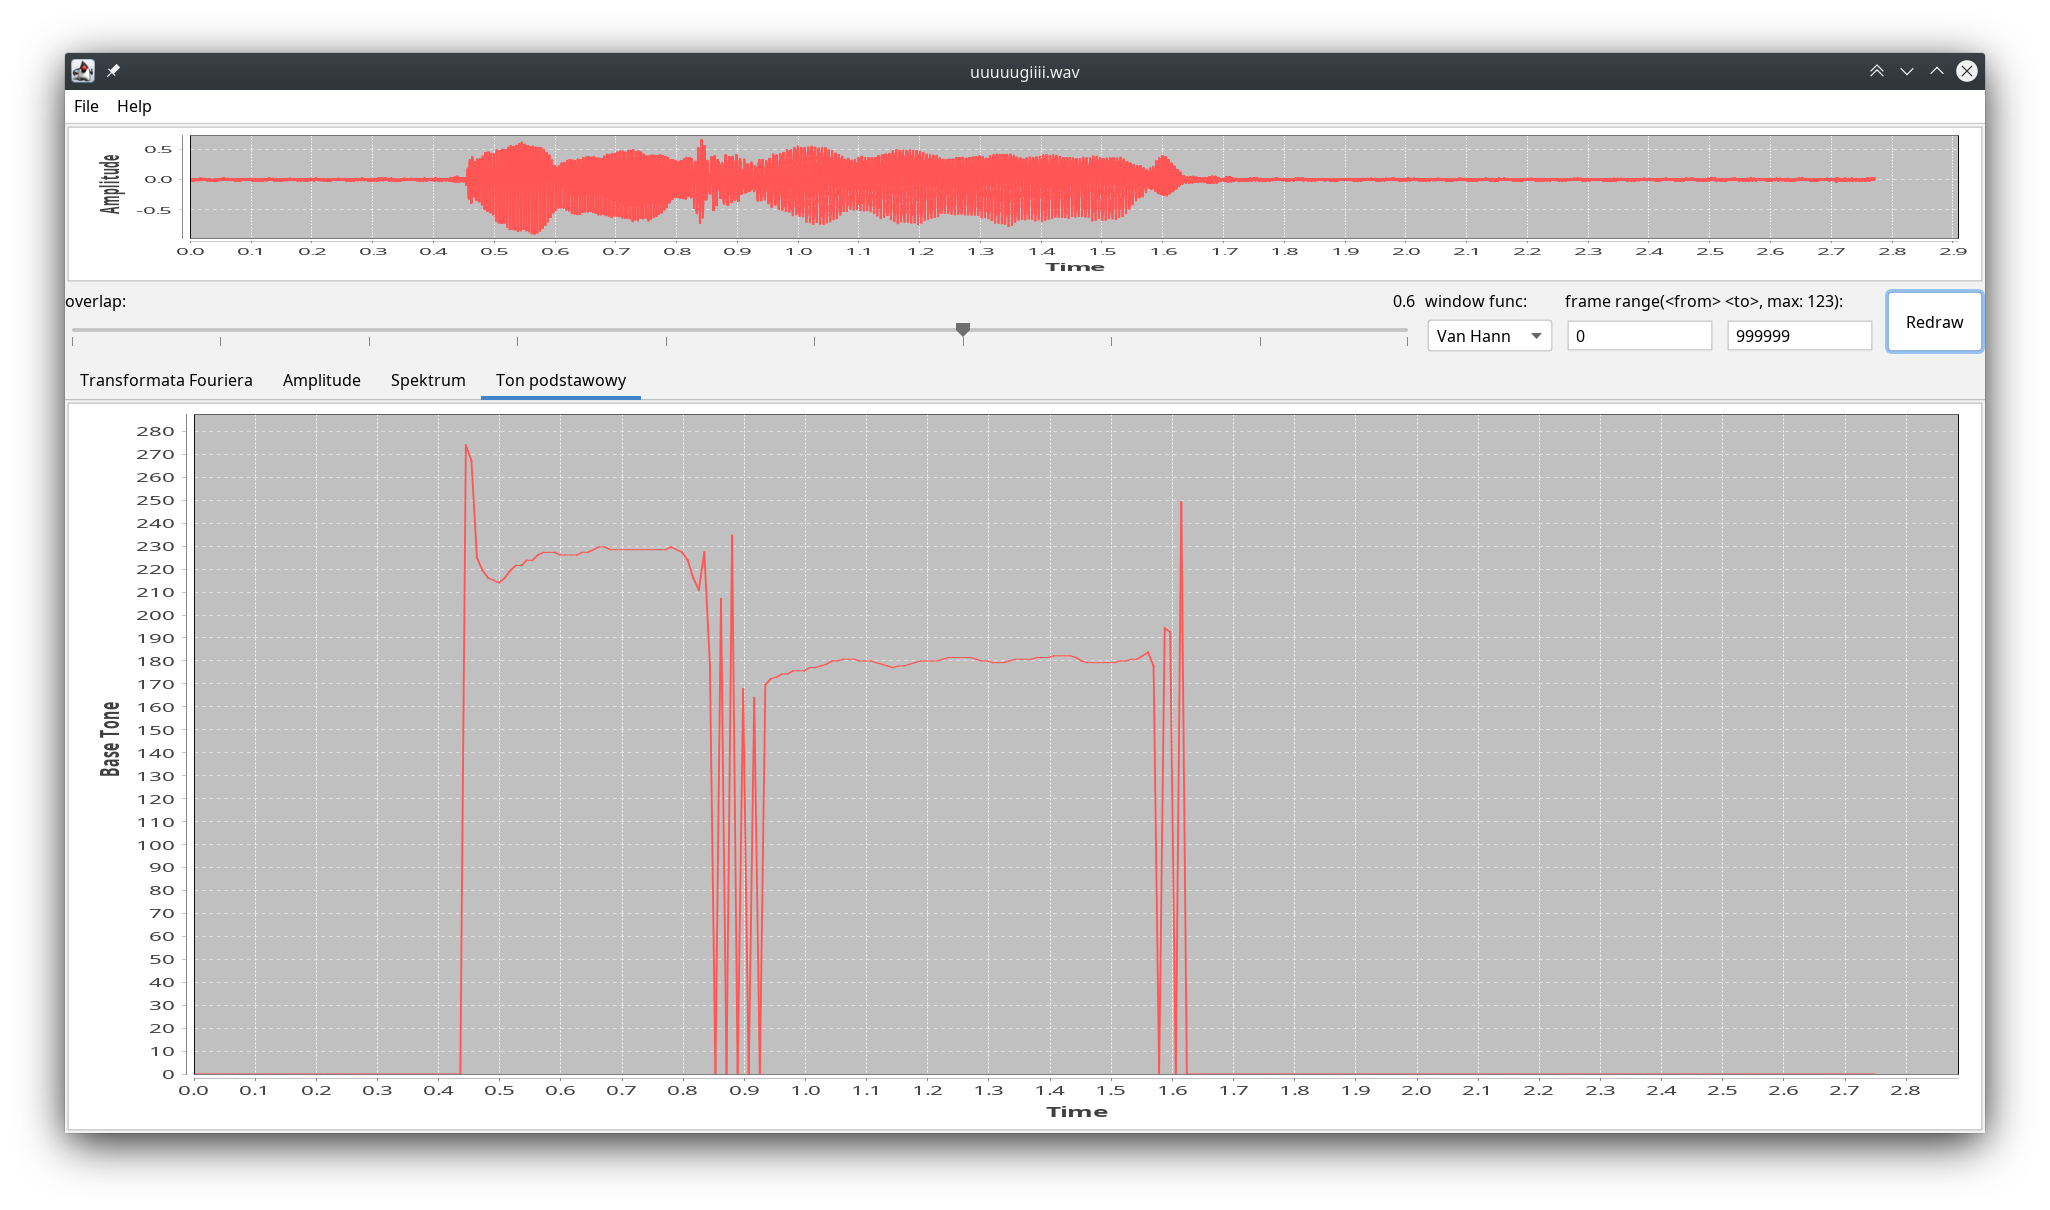 uuuuugiiii.wav
File Help
Amplitude
0.5
0.0
-0.5
0.0 0.1 0.2 0.3 0.4 0.5 0.6 0.7 0.8 0.9 1.0 1.1 1.2 1.3 1.4 1.5 1.6 1.7 1.8 1.9 2.0 2.1 2.2 2.3 2.4 2.5 2.6 2.7 2.8 2.9
Time
overlap: 0.6 window func: frame range(<from> <to>, max: 123):
Van Hann 0 999999 Redraw
Transformata Fouriera Amplitude Spektrum Ton podstawowy
Base Tone
280
270
260
250
240
230
220
210
200
190
180
170
160
150
140
130
120
110
100
90
80
70
60
50
40
30
20
10
0
0.0 0.1 0.2 0.3 0.4 0.5 0.6 0.7 0.8 0.9 1.0 1.1 1.2 1.3 1.4 1.5 1.6 1.7 1.8 1.9 2.0 2.1 2.2 2.3 2.4 2.5 2.6 2.7 2.8
Time